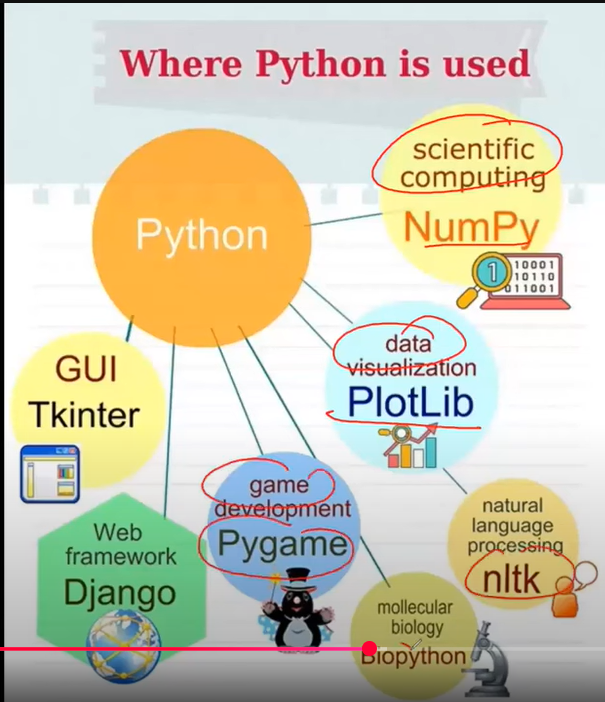 Where Python is used
scientific
computing
NumPy
1
10001
10110
011001
Python
data
visualization
PlotLib
GUI
Tkinter
game
development
Pygame
natural
language
processing
nltk
Web
framework
Django
mollecular
biology
Biopython